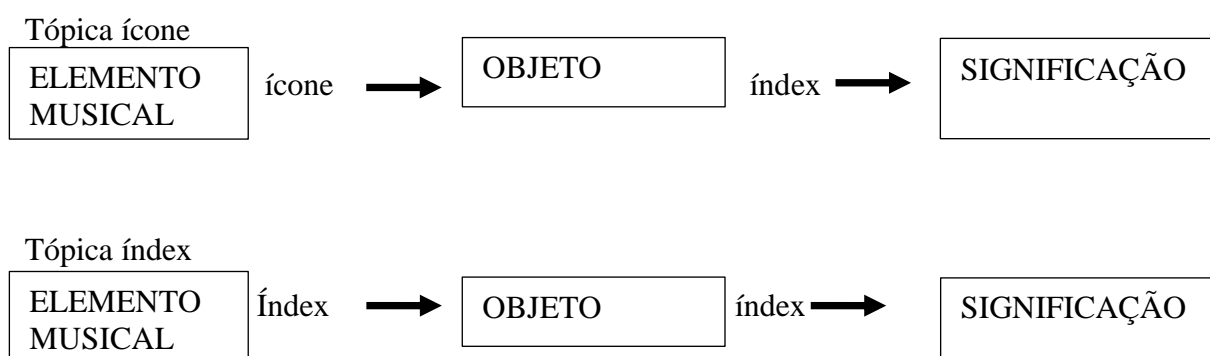 Tópica ícone
ELEMENTO
MUSICAL
ícone
OBJETO
índex
SIGNIFICAÇÃO
Tópica índex
ELEMENTO
MUSICAL
Índex
OBJETO
índex
SIGNIFICAÇÃO